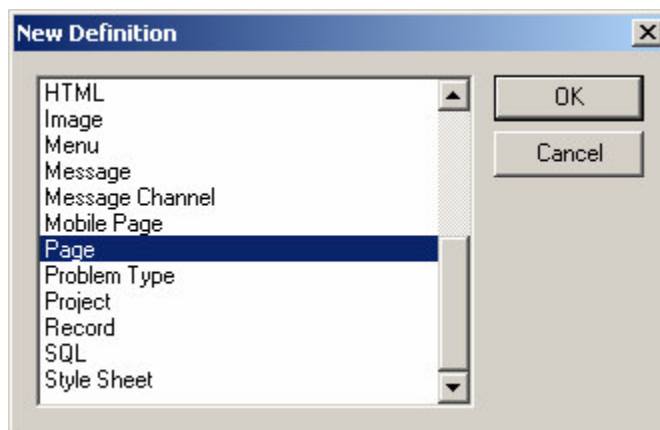 New Definition
HTML
Image
Menu
Message
Message Channel
Mobile Page
Page
Problem Type
Project
Record
SQL
Style Sheet
OK
Cancel